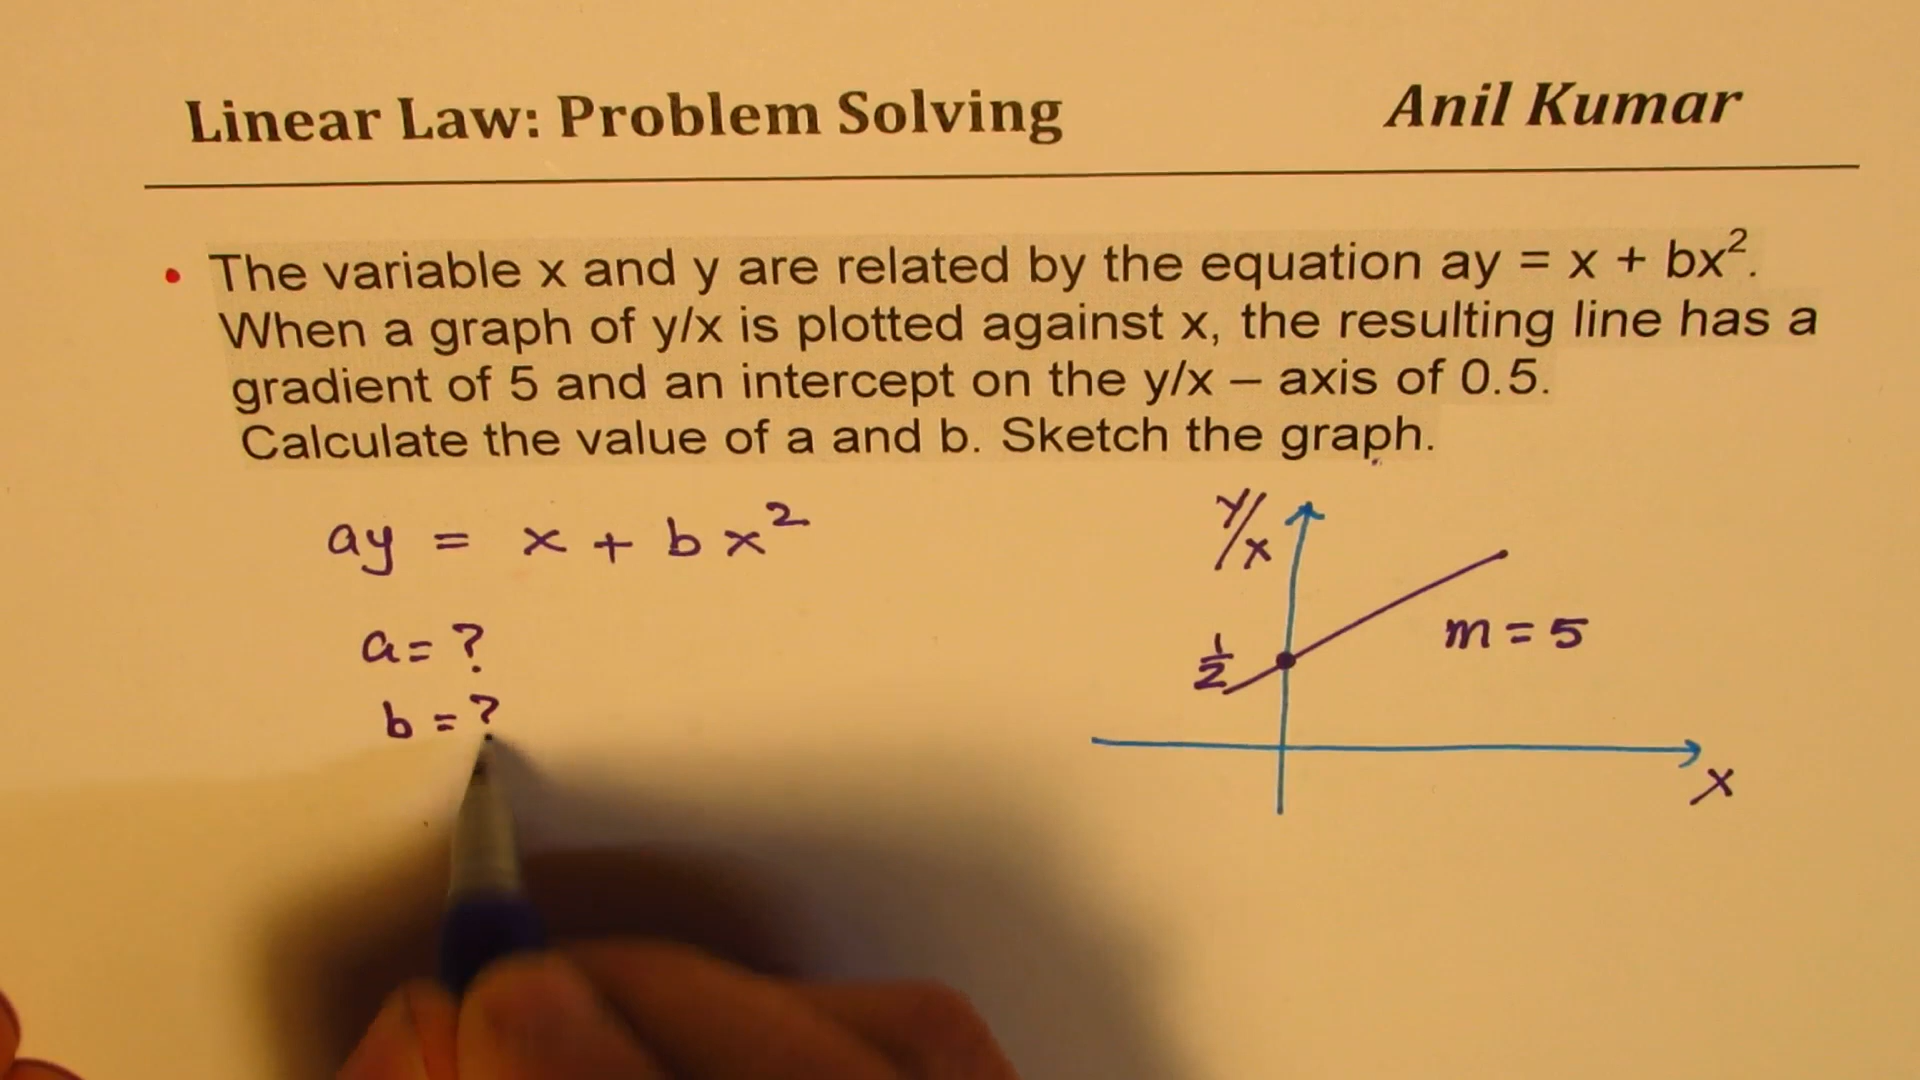 Linear Law: Problem Solving
Anil Kumar
• The variable x and y are related by the equation ay = x + bx².
When a graph of y/x is plotted against x, the resulting line has a
gradient of 5 and an intercept on the y/x – axis of 0.5.
Calculate the value of a and b. Sketch the graph.
ay = x + bx²
a = ?
b = ?
y/x
m = 5
1/2
x